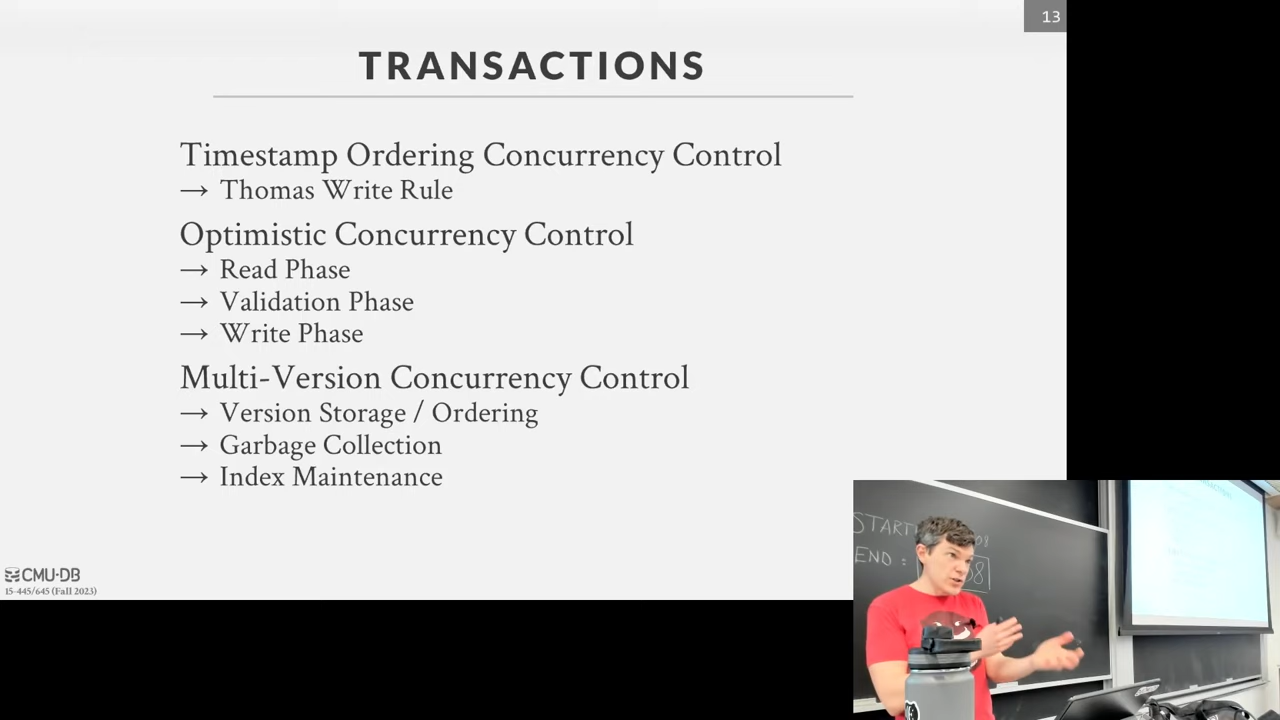 13
TRANSACTIONS
Timestamp Ordering Concurrency Control
→ Thomas Write Rule
Optimistic Concurrency Control
→ Read Phase
→ Validation Phase
→ Write Phase
Multi-Version Concurrency Control
→ Version Storage / Ordering
→ Garbage Collection
→ Index Maintenance
CMU·DB
15-445/645 (Fall 2023)
START
END :